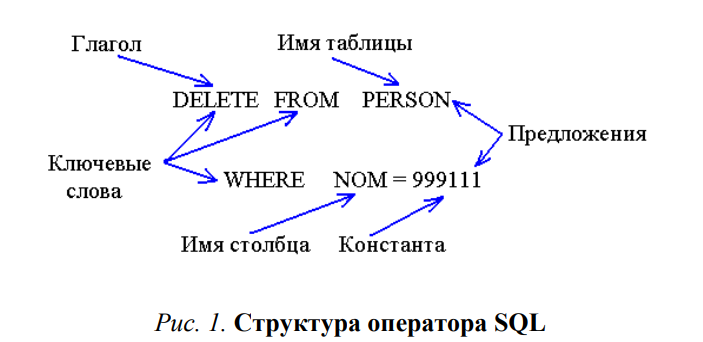 Глагол
Имя таблицы
DELETE FROM PERSON
Предложения
Ключевые
слова
WHERE NOM = 999111
Имя столбца
Константа
Рис. 1. Структура оператора SQL